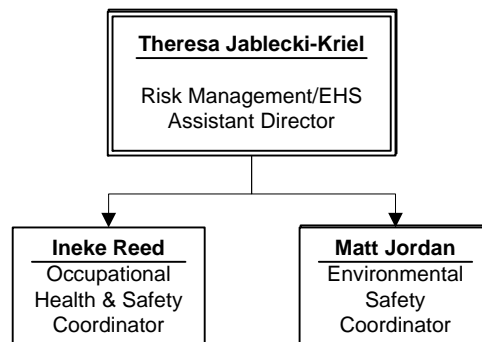 Theresa Jablecki-Kriel
Risk Management/EHS
Assistant Director
Ineke Reed
Occupational
Health & Safety
Coordinator
Matt Jordan
Environmental
Safety
Coordinator